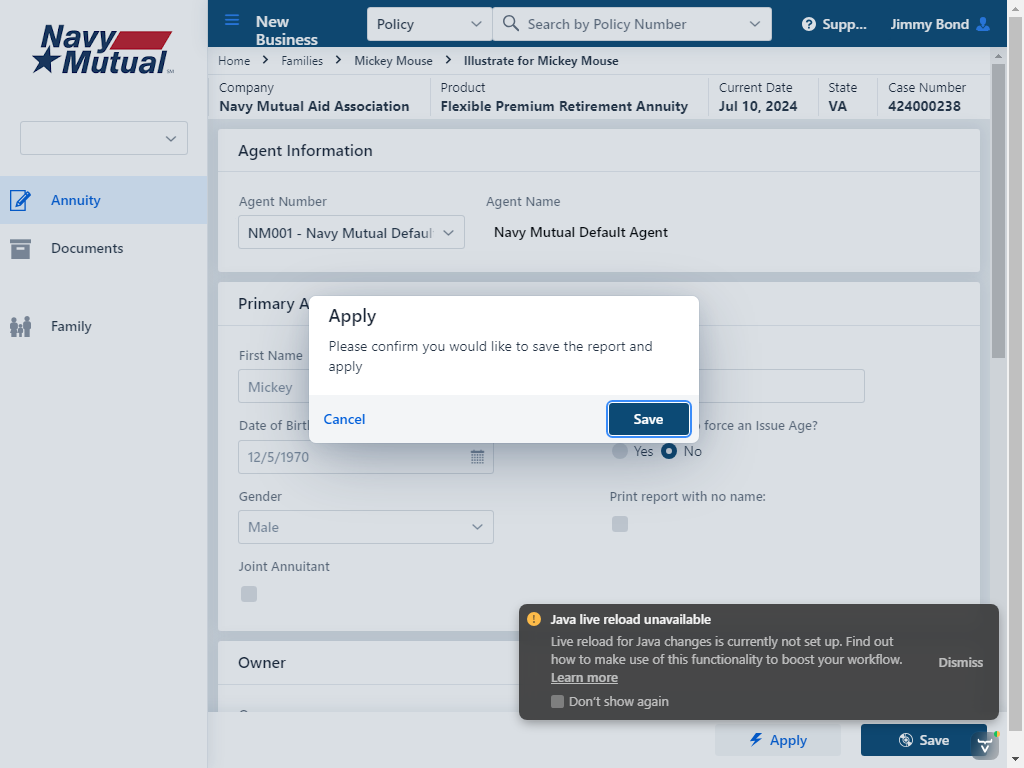 Navy
Mutual
SM
New
Business
Policy
Search by Policy Number
Supp...
Jimmy Bond
Home > Families > Mickey Mouse > Illustrate for Mickey Mouse
Company
Navy Mutual Aid Association
Product
Flexible Premium Retirement Annuity
Current Date
Jul 10, 2024
State
VA
Case Number
424000238
Annuity
Documents
Family
Agent Information
Agent Number
Agent Name
NM001 - Navy Mutual Defaul
Navy Mutual Default Agent
Primary A
Apply
Please confirm you would like to save the report and
apply
Cancel
Save
First Name
Mickey
Date of Birt
force an Issue Age?
12/5/1970
Yes
No
Gender
Print report with no name:
Male
Joint Annuitant
Owner
Java live reload unavailable
Live reload for Java changes is currently not set up. Find out
how to make use of this functionality to boost your workflow.
Learn more
Don't show again
Dismiss
Apply
Save